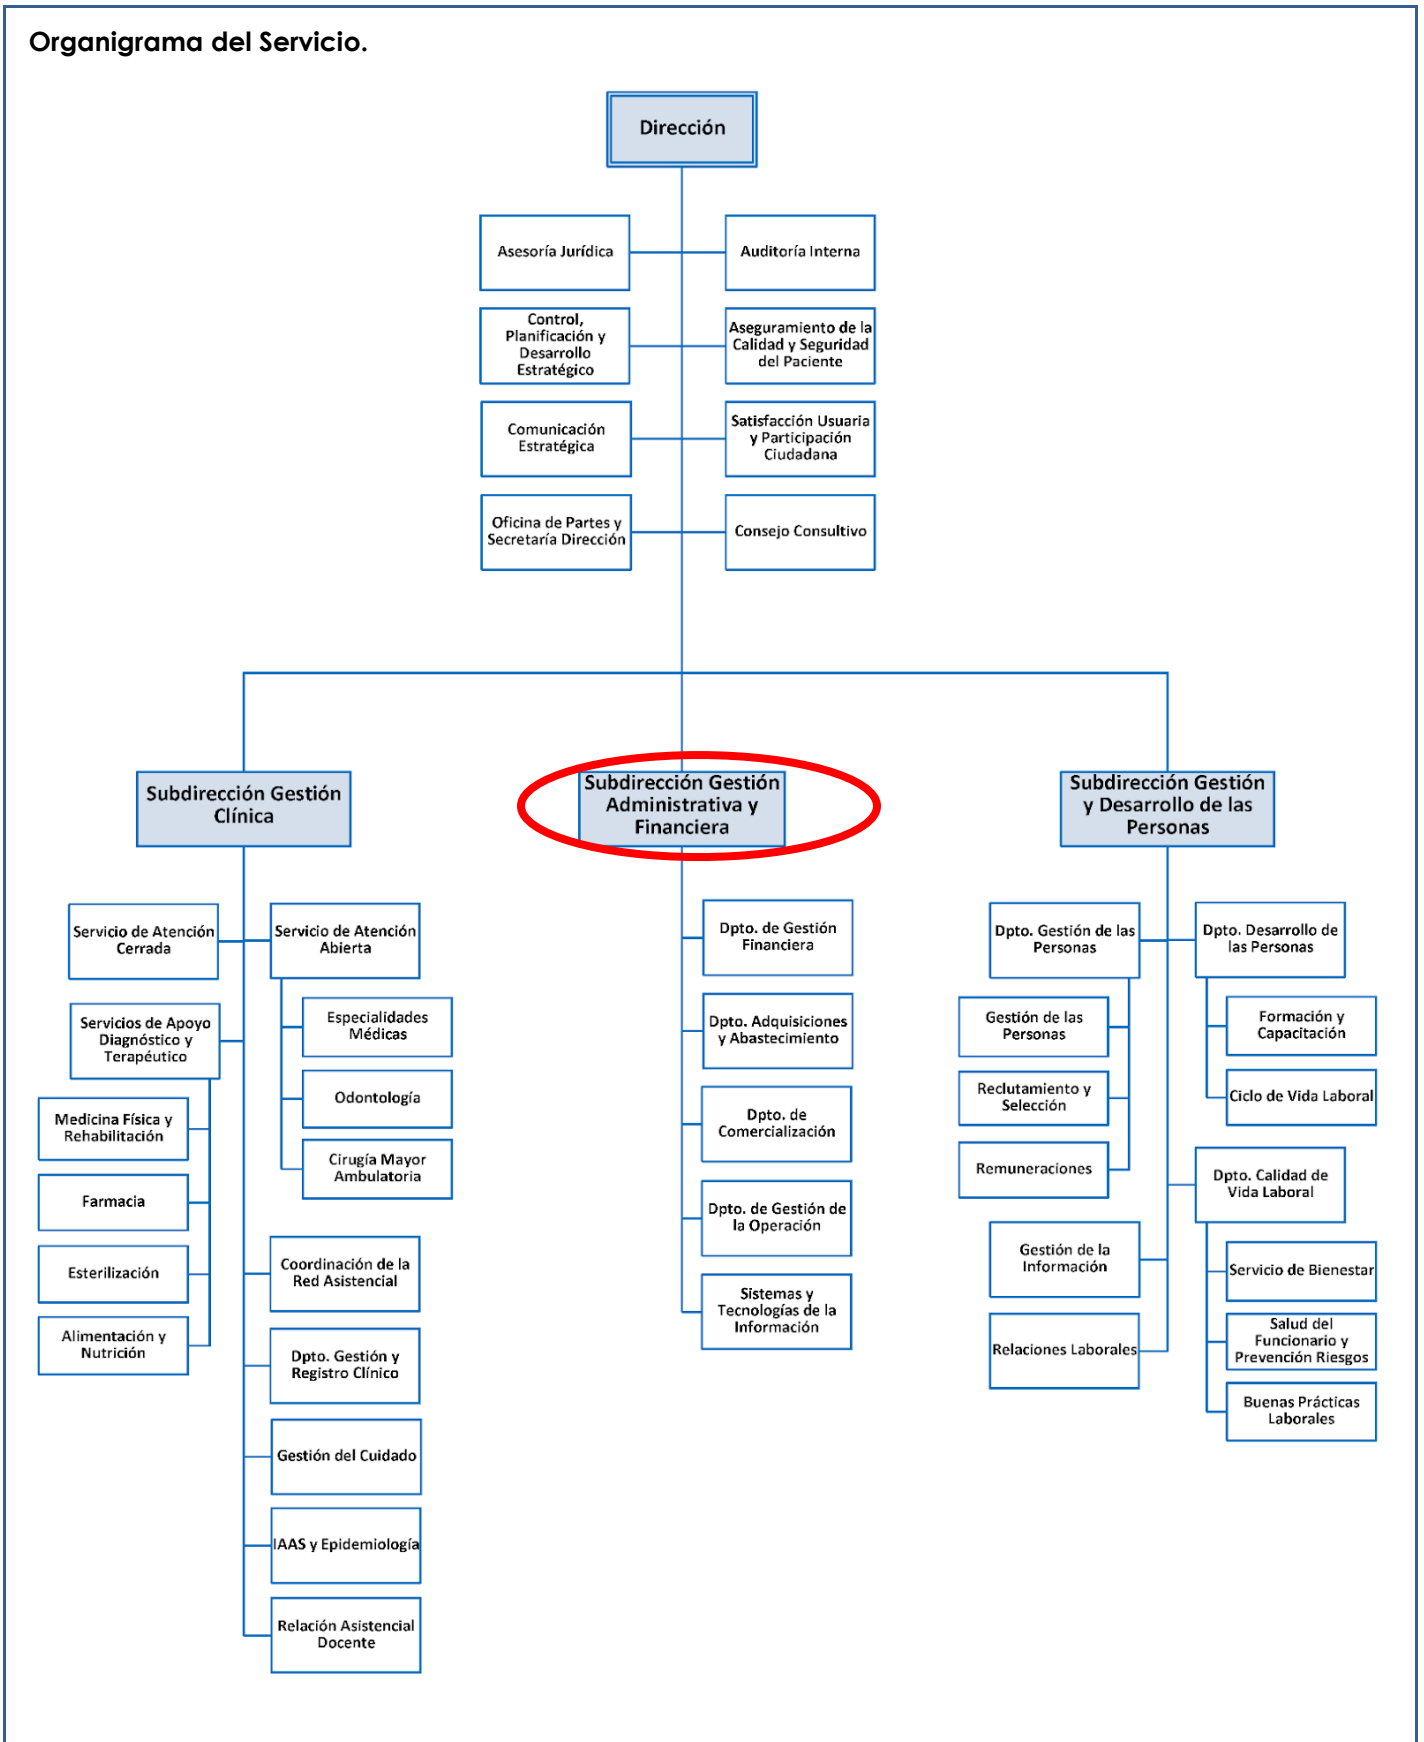 Organigrama del Servicio.
Dirección
Asesoría Jurídica
Auditoría Interna
Control,
Planificación y
Desarrollo
Estratégico
Aseguramiento de la
Calidad y Seguridad
del Paciente
Comunicación
Estratégica
Satisfacción Usuaria
y Participación
Ciudadana
Oficina de Partes y
Secretaría Dirección
Consejo Consultivo
Subdirección Gestión
Clínica
Subdirección Gestión
Administrativa y
Financiera
Subdirección Gestión
y Desarrollo de las
Personas
Servicio de Atención
Cerrada
Servicio de Atención
Abierta
Servicios de Apoyo
Diagnóstico y
Terapéutico
Especialidades
Médicas
Odontología
Cirugía Mayor
Ambulatoria
Medicina Física y
Rehabilitación
Farmacia
Esterilización
Alimentación y
Nutrición
Coordinación de la
Red Asistencial
Dpto. Gestión y
Registro Clínico
Gestión del Cuidado
IAAS y Epidemiología
Relación Asistencial
Docente
Dpto. de Gestión
Financiera
Dpto. Adquisiciones
y Abastecimiento
Dpto. de
Comercialización
Dpto. de Gestión de
la Operación
Sistemas y
Tecnologías de la
Información
Dpto. Gestión de las
Personas
Dpto. Desarrollo de
las Personas
Gestión de las
Personas
Reclutamiento y
Selección
Remuneraciones
Formación y
Capacitación
Ciclo de Vida Laboral
Dpto. Calidad de
Vida Laboral
Gestión de la
Información
Relaciones Laborales
Servicio de Bienestar
Salud del
Funcionario y
Prevención Riesgos
Buenas Prácticas
Laborales